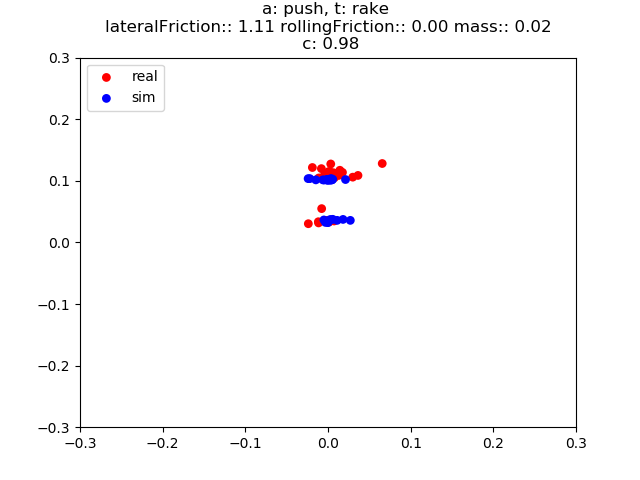 a: push, t: rake
lateralFriction:: 1.11 rollingFriction:: 0.00 mass:: 0.02
c: 0.98
real
sim
0.3
0.2
0.1
0.0
−0.1
−0.2
−0.3
−0.3 −0.2 −0.1 0.0 0.1 0.2 0.3